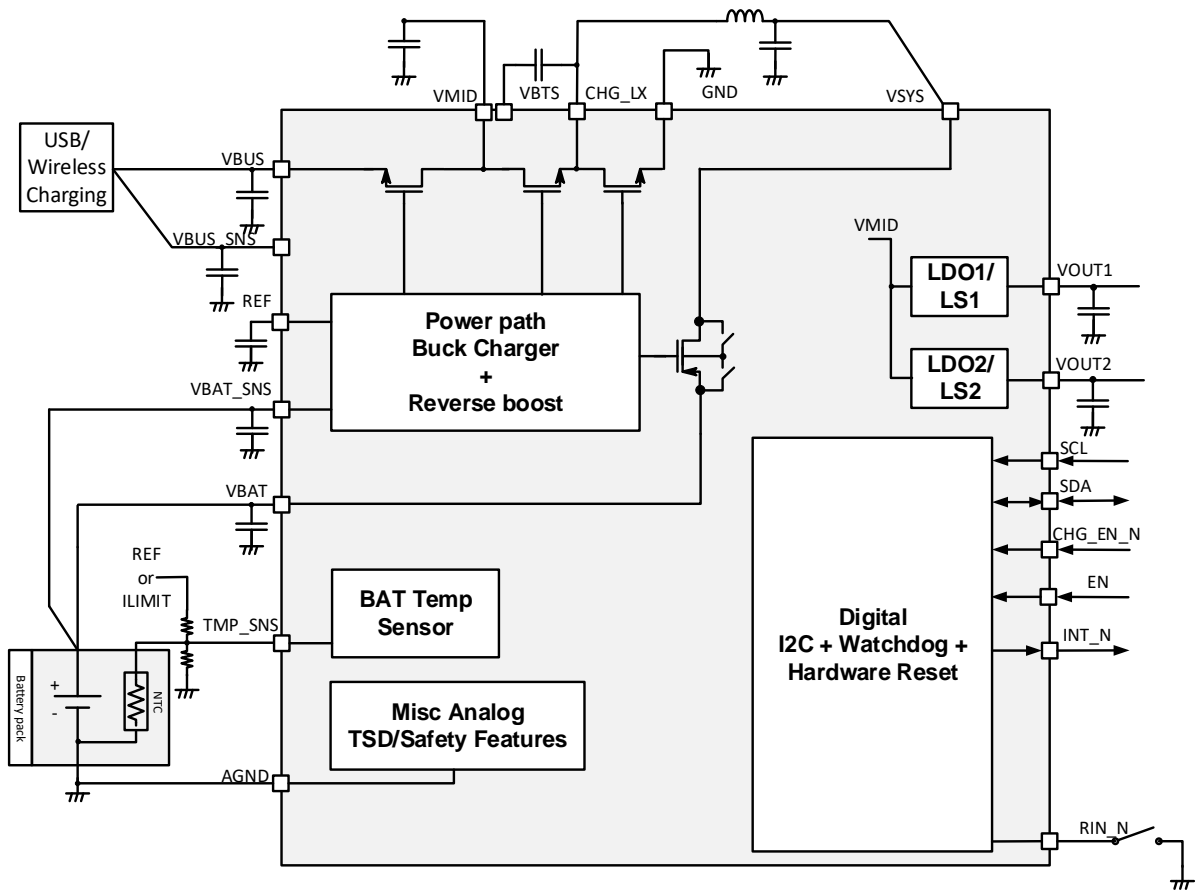 VMID
VBTS
CHG_LX
GND
VSYS
USB/
Wireless
Charging
VBUS
VBUS_SNS
REF
VBAT_SNS
VBAT
Power path
Buck Charger
+
Reverse boost
VMID
LDO1/
LS1
VOUT1
LDO2/
LS2
VOUT2
SCL
SDA
CHG_EN_N
EN
INT_N
Digital
I2C + Watchdog +
Hardware Reset
REF
or
ILIMIT
TMP_SNS
BAT Temp
Sensor
Misc Analog
TSD/Safety Features
Battery pack
+
-
NTC
AGND
RIN_N